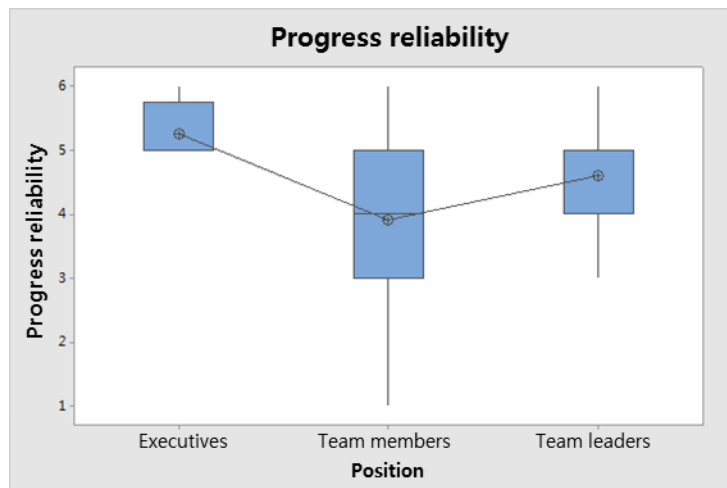 Progress reliability
Progress reliability
6
5
4
3
2
1
Executives
Team members
Team leaders
Position